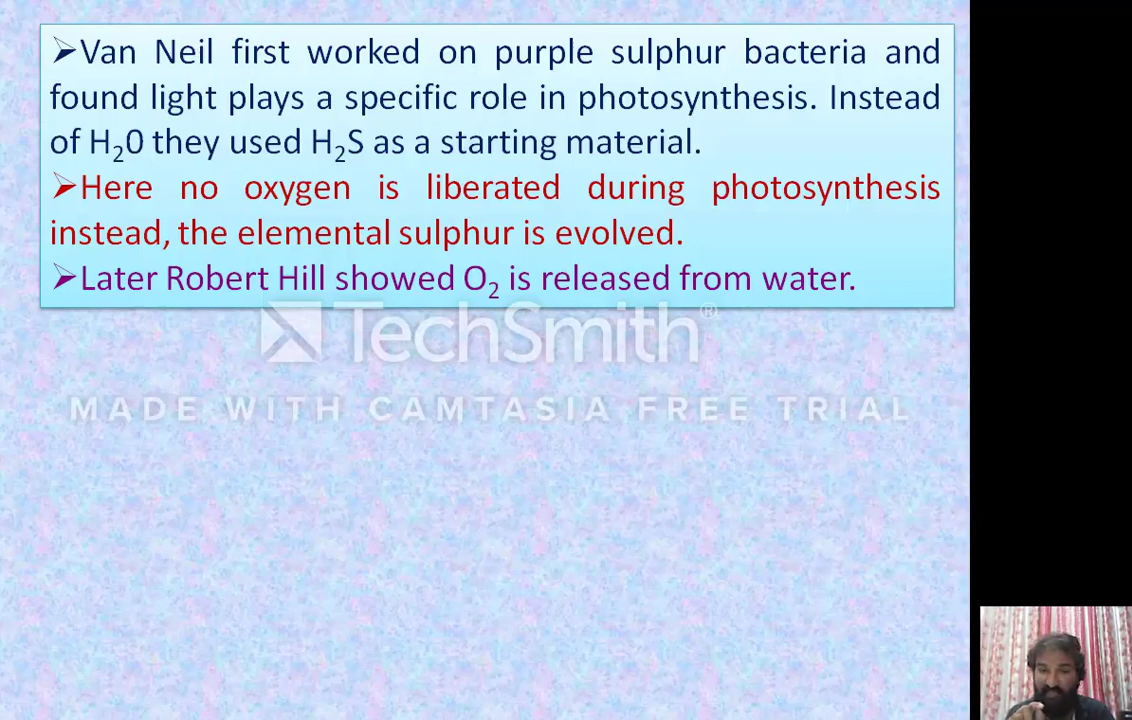 ➢Van Neil first worked on purple sulphur bacteria and
found light plays a specific role in photosynthesis. Instead
of H₂0 they used H₂S as a starting material.
➢Here no oxygen is liberated during photosynthesis
instead, the elemental sulphur is evolved.
➢Later Robert Hill showed O₂ is released from water.
TechSmith®
MADE WITH CAMTASIA FREE TRIAL